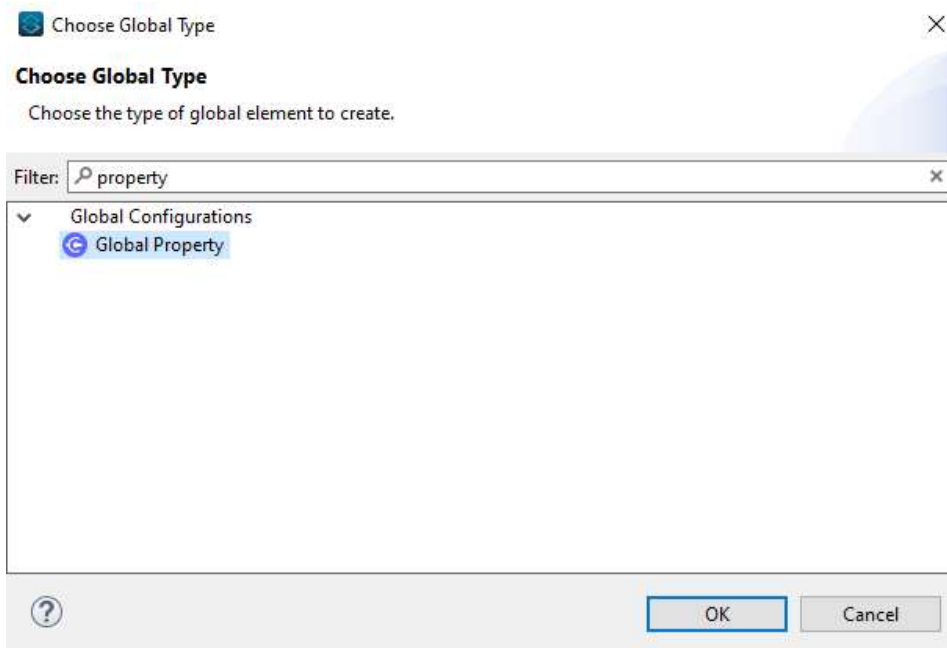 Choose Global Type
Choose Global Type
Choose the type of global element to create.
Filter: property
Global Configurations
Global Property
OK Cancel